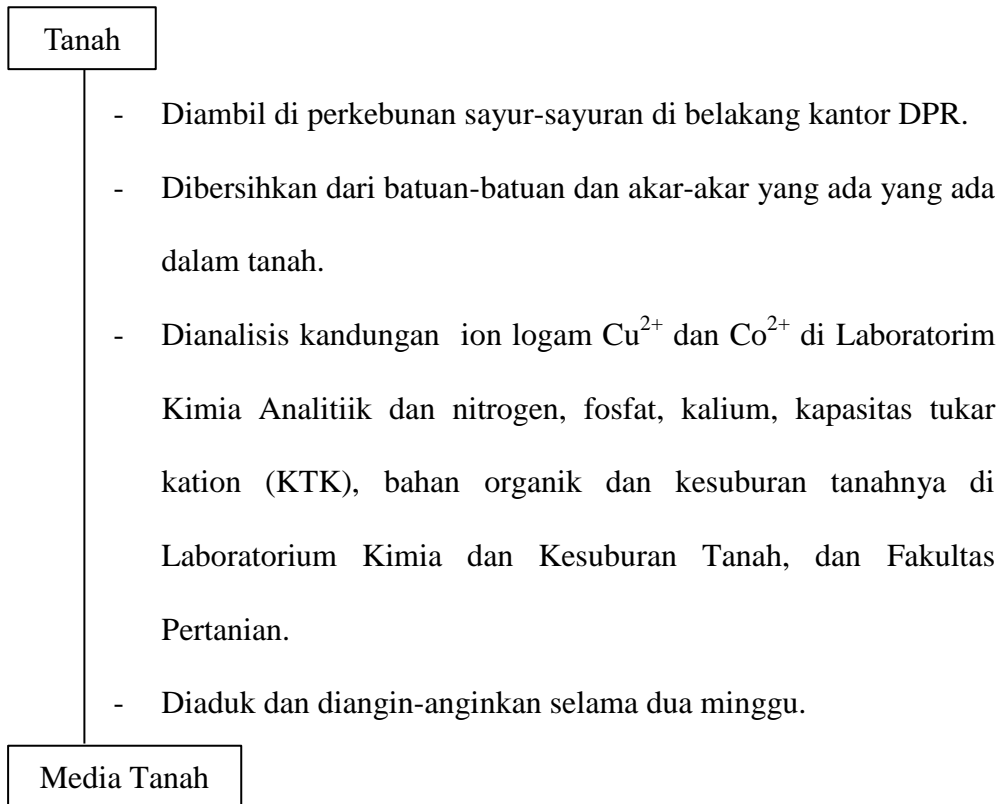 Tanah
- Diambil di perkebunan sayur-sayuran di belakang kantor DPR.
- Dibersihkan dari batuan-batuan dan akar-akar yang ada yang ada
dalam tanah.
- Dianalisis kandungan ion logam Cu²⁺ dan Co²⁺ di Laboratorim
Kimia Analitiik dan nitrogen, fosfat, kalium, kapasitas tukar
kation (KTK), bahan organik dan kesuburan tanahnya di
Laboratorium Kimia dan Kesuburan Tanah, dan Fakultas
Pertanian.
- Diaduk dan diangin-anginkan selama dua minggu.
Media Tanah